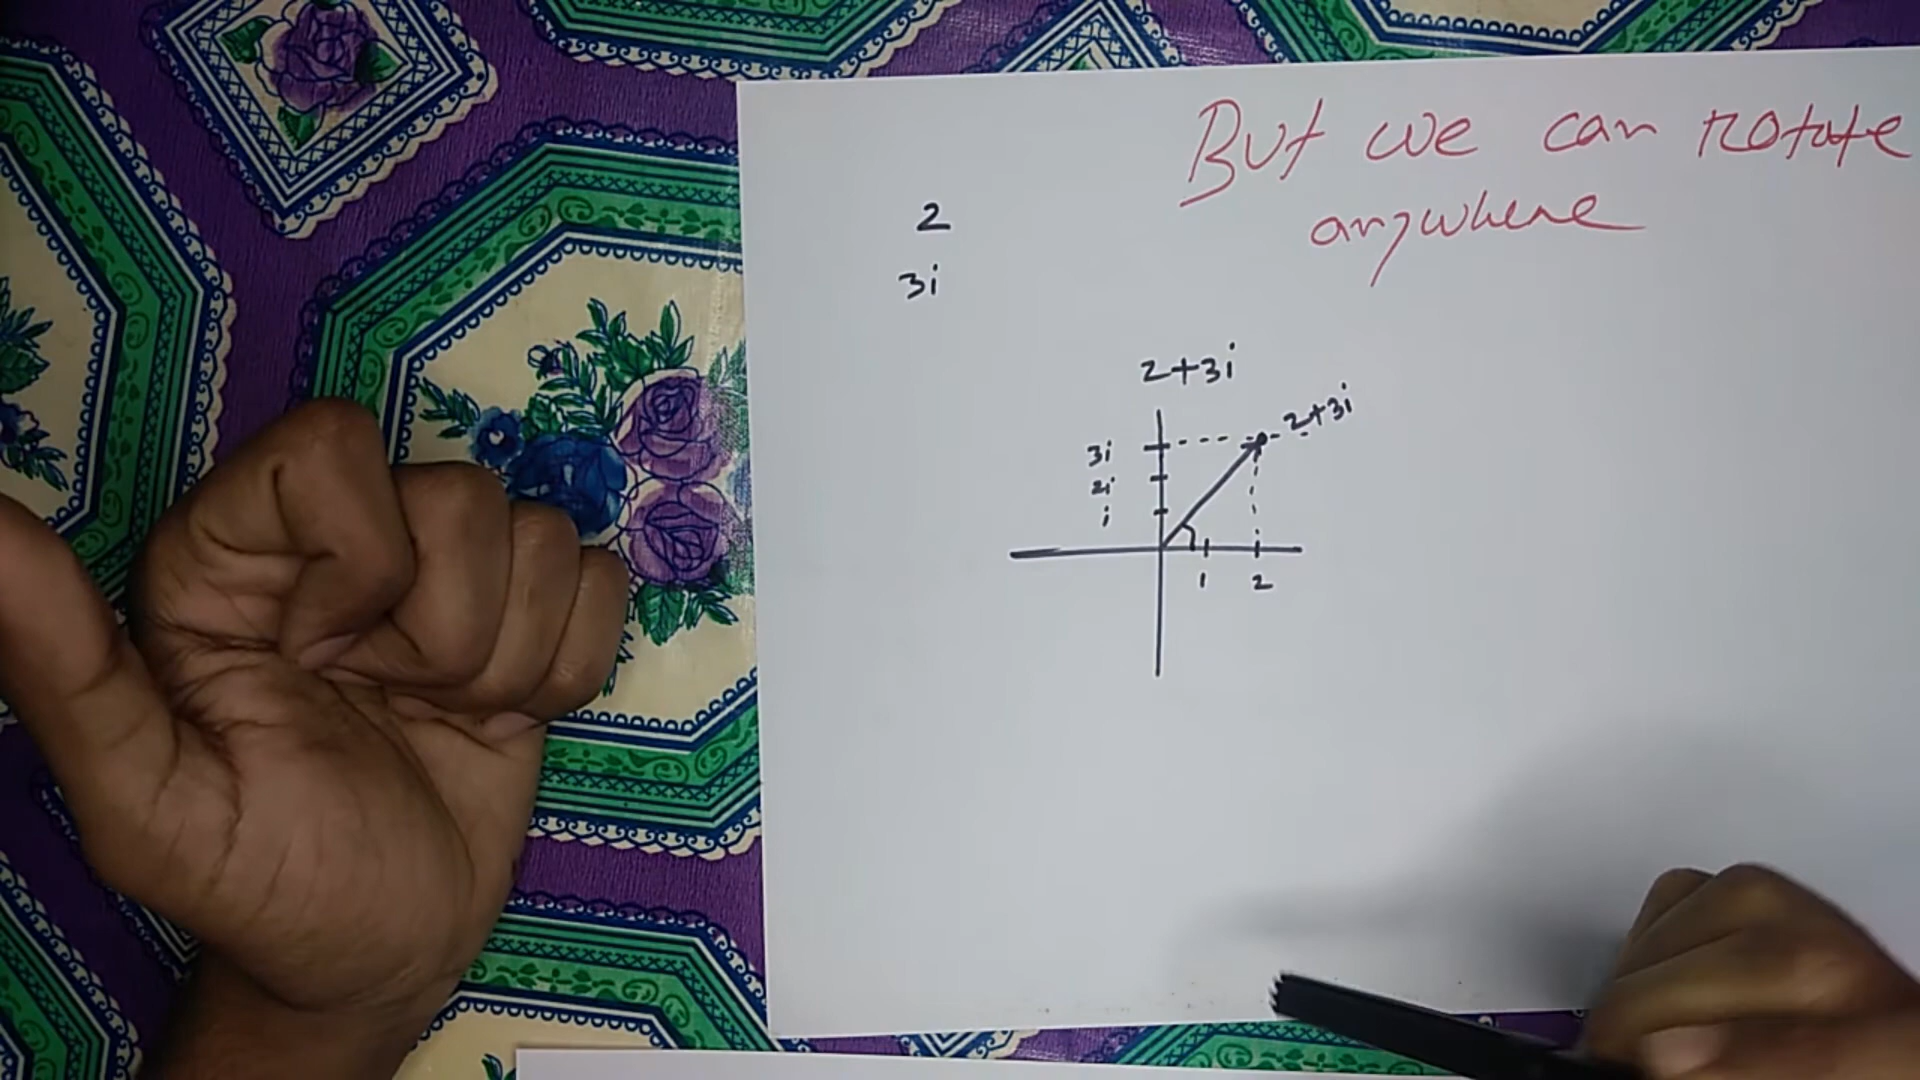 But we can rotate
anywhere
2
3i
2+3i
2+3i
3i
2i
i
1
2